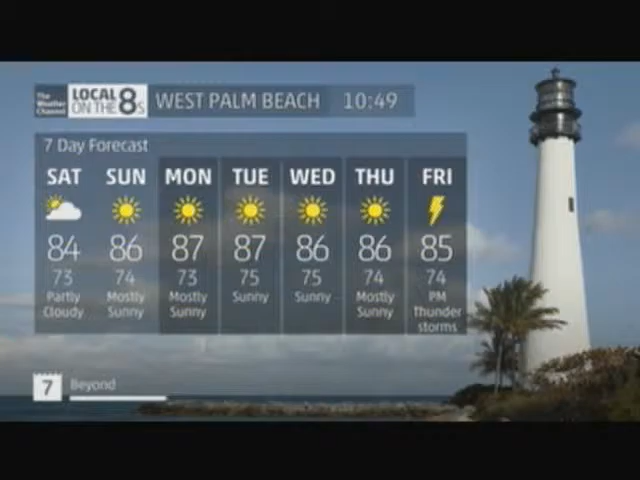 The Weather Channel
LOCAL ON THE 8s
WEST PALM BEACH 10:49
7 Day Forecast
SAT SUN MON TUE WED THU FRI
84 86 87 87 86 86 85
73 74 73 75 75 74 74
Partly Cloudy
Mostly Sunny
Mostly Sunny
Sunny
Sunny
Mostly Sunny
PM Thunder storms
7 Beyond